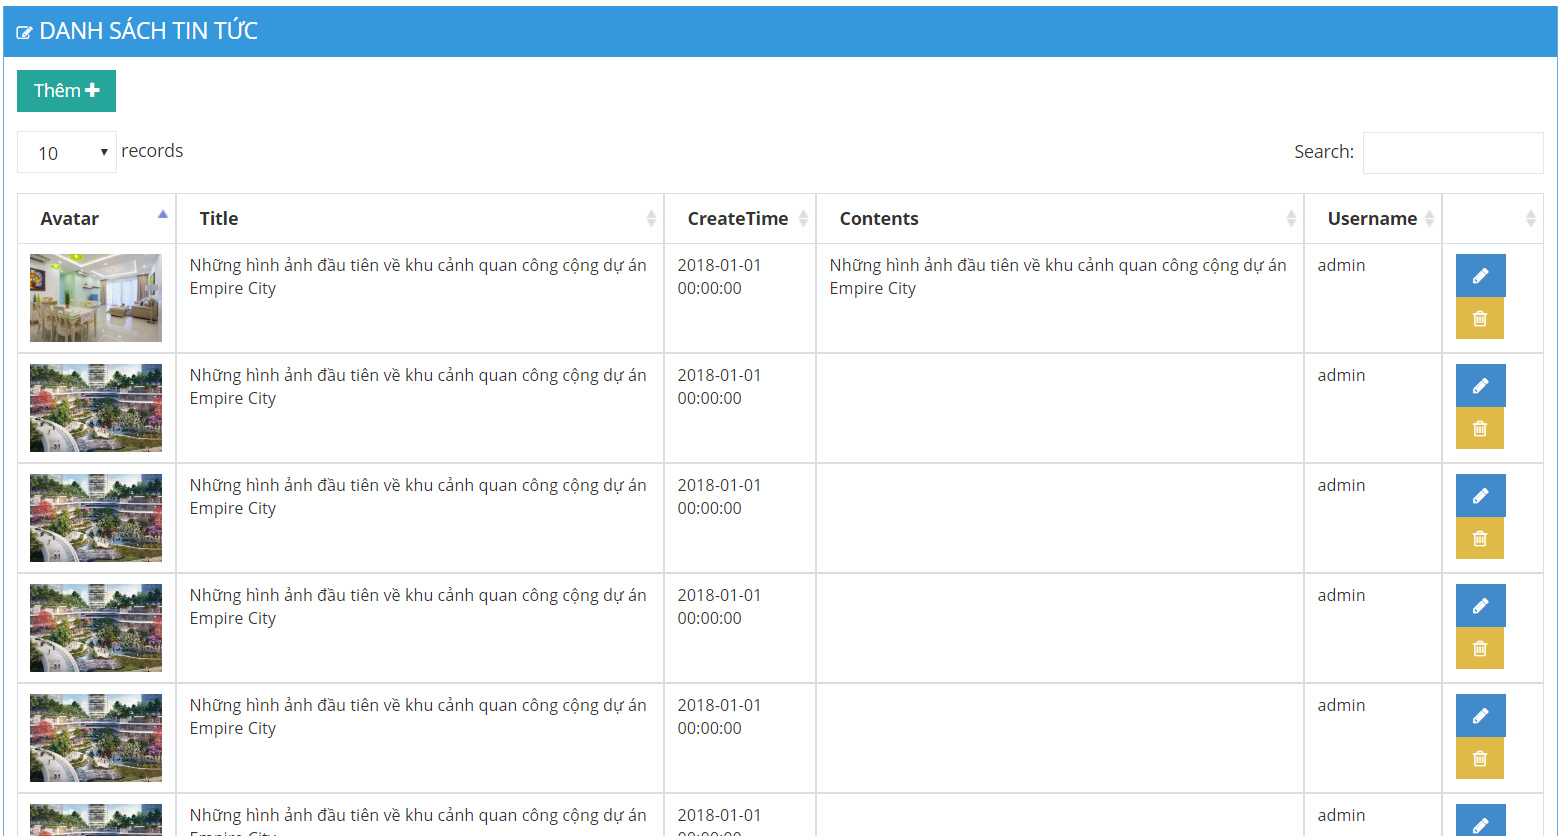 DANH SÁCH TIN TỨC
Thêm
10 records
Search:
Avatar Title CreateTime Contents Username
Những hình ảnh đầu tiên về khu cảnh quan công cộng dự án 2018-01-01 Những hình ảnh đầu tiên về khu cảnh quan công cộng dự án admin
Empire City 00:00:00 Empire City
Những hình ảnh đầu tiên về khu cảnh quan công cộng dự án 2018-01-01 admin
Empire City 00:00:00
Những hình ảnh đầu tiên về khu cảnh quan công cộng dự án 2018-01-01 admin
Empire City 00:00:00
Những hình ảnh đầu tiên về khu cảnh quan công cộng dự án 2018-01-01 admin
Empire City 00:00:00
Những hình ảnh đầu tiên về khu cảnh quan công cộng dự án 2018-01-01 admin
Empire City 00:00:00
Những hình ảnh đầu tiên về khu cảnh quan công cộng dự án 2018-01-01 admin
Empire City 00:00:00